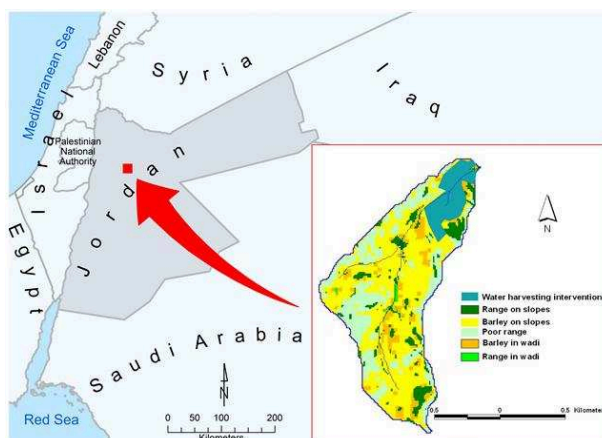 Mediterranean Sea
Lebanon
Syria
Iraq
Israel
Palestinian
National
Authority
Jordan
Egypt
Saudi Arabia
Red Sea
N
0 50 100 200
Kilometers
N
Water harvesting intervention
Range on slopes
Barley on slopes
Poor range
Barley in wadi
Range in wadi
0.5 0 0.5 Kilometer